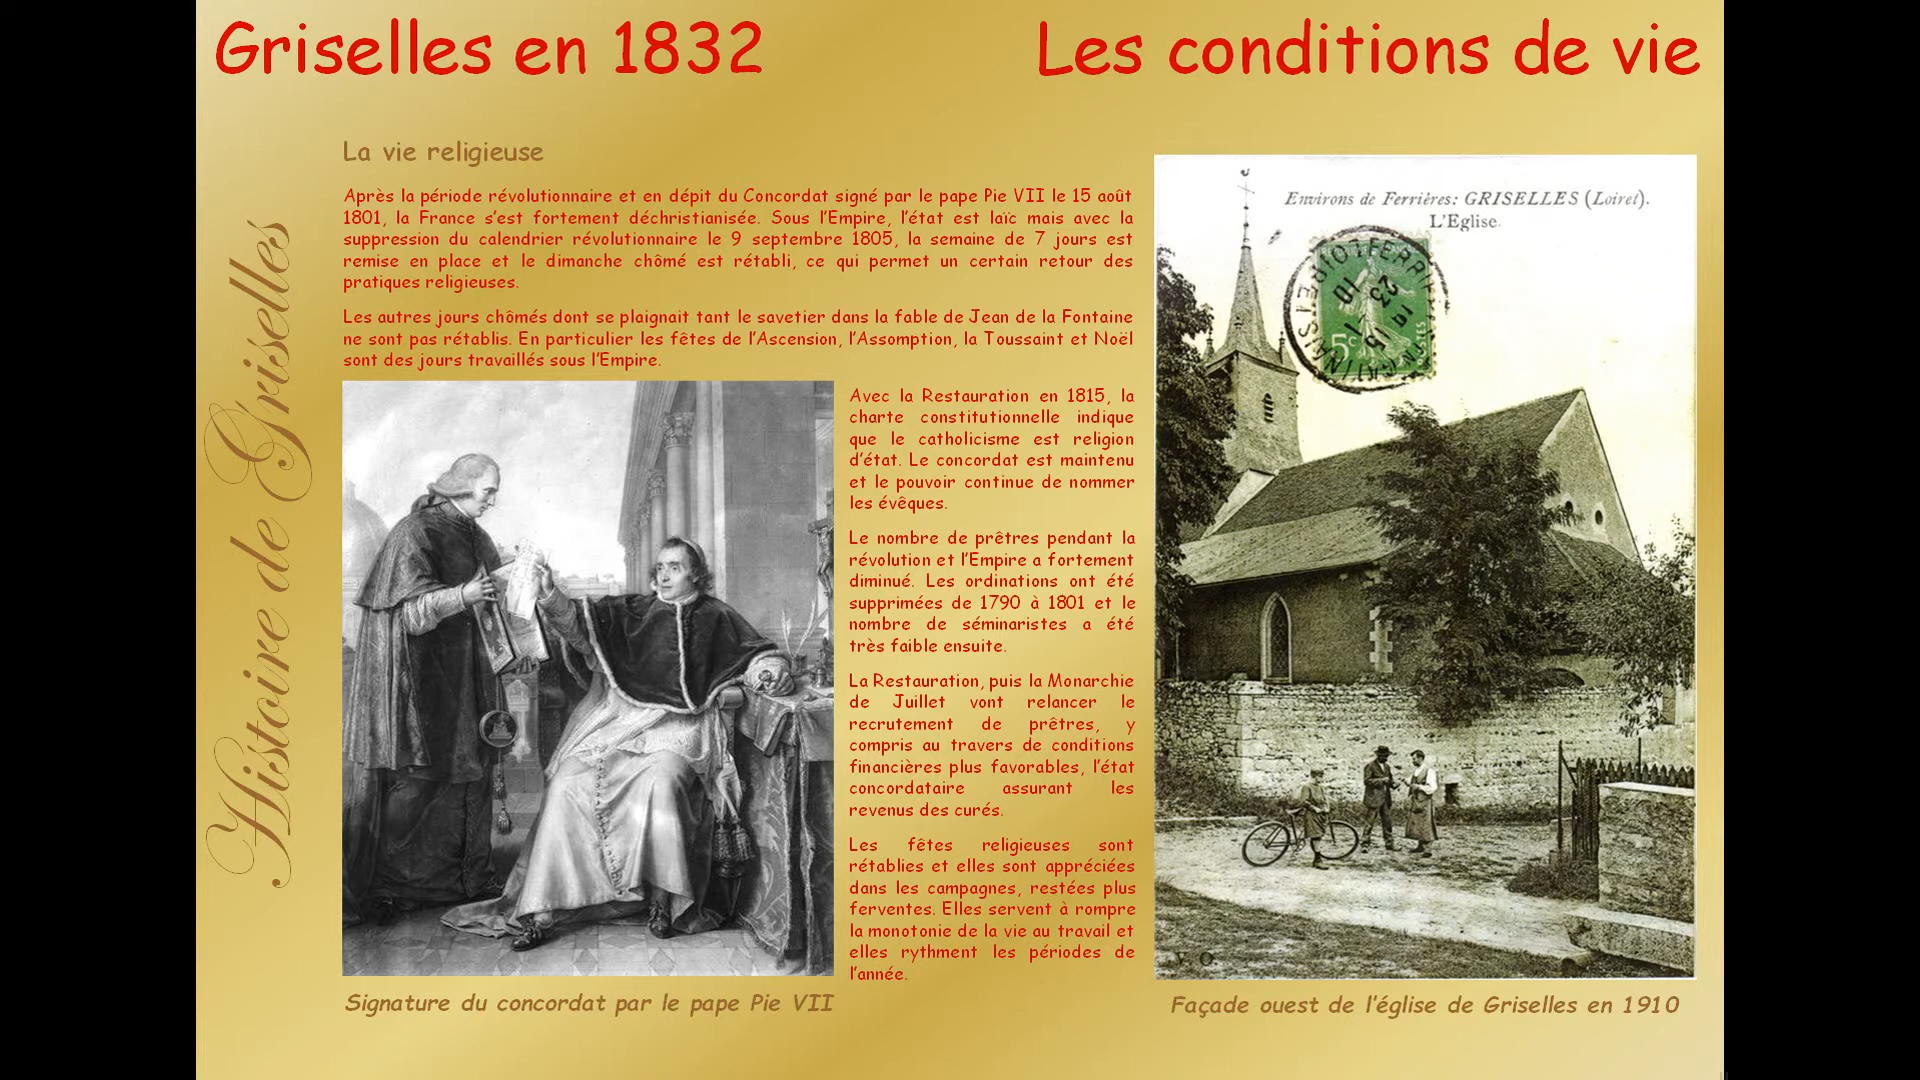 Griselles en 1832
Les conditions de vie
Histoire de Griselles
La vie religieuse
Après la période révolutionnaire et en dépit du Concordat signé par le pape Pie VII le 15 août
1801, la France s'est fortement déchristianisée. Sous l'Empire, l'état est laïc mais avec la
suppression du calendrier révolutionnaire le 9 septembre 1805, la semaine de 7 jours est
remise en place et le dimanche chômé est rétabli, ce qui permet un certain retour des
pratiques religieuses.
Les autres jours chômés dont se plaignait tant le savetier dans la fable de Jean de la Fontaine
ne sont pas rétablis. En particulier les fêtes de l'Ascension, l'Assomption, la Toussaint et Noël
sont des jours travaillés sous l'Empire.
Avec la Restauration en 1815, la
charte constitutionnelle indique
que le catholicisme est religion
d'état. Le concordat est maintenu
et le pouvoir continue de nommer
les évêques.
Le nombre de prêtres pendant la
révolution et l'Empire a fortement
diminué. Les ordinations ont été
supprimées de 1790 à 1801 et le
nombre de séminaristes a été
très faible ensuite.
La Restauration, puis la Monarchie
de Juillet vont relancer le
recrutement de prêtres, y
compris au travers de conditions
financières plus favorables, l'état
concordataire assurant les
revenus des curés.
Les fêtes religieuses sont
rétablies et elles sont appréciées
dans les campagnes, restées plus
ferventes. Elles servent à rompre
la monotonie de la vie au travail et
elles rythment les périodes de
l'année.
Signature du concordat par le pape Pie VII
Environs de Ferrières: GRISELLES (Loiret).
L'Eglise.
5c
V. O.
Façade ouest de l'église de Griselles en 1910